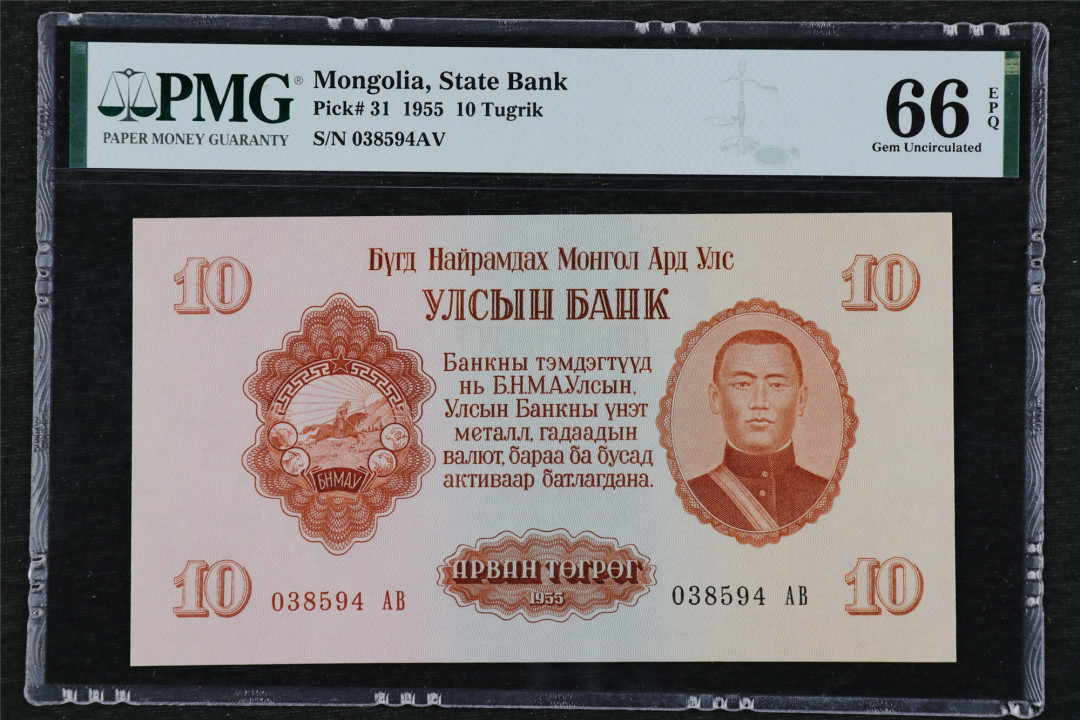 PMG®
PAPER MONEY GUARANTY
Mongolia, State Bank
Pick# 31 1955 10 Tugrik
S/N 038594AV
66 EPQ
Gem Uncirculated
10
Бүгд Найрамдах Монгол Ард Улс
10
УЛСЫН БАНК
Банкны тэмдэгтүүд
нь Б.Н.М.А.Улсын,
Улсын Банкны үнэт
металл, гадаадын
валют, бараа ба бусад
активаар батлагдана.
БНМАУ
10
038594 АВ
АРВАН ТӨГРӨГ
1955
038594 АВ
10